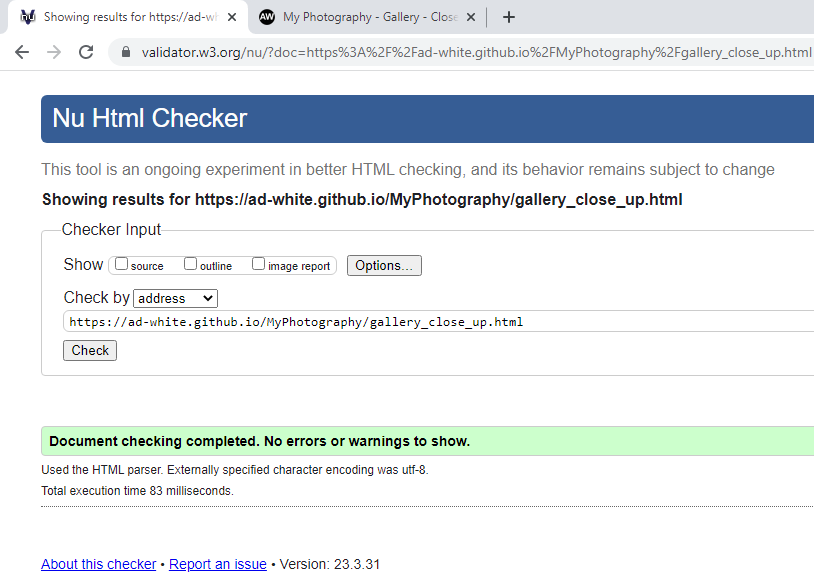 Showing results for https://ad-wh
AW My Photography - Gallery - Close
validator.w3.org/nu/?doc=https%3A%2F%2Fad-white.github.io%2FMyPhotography%2Fgallery_close_up.html
Nu Html Checker
This tool is an ongoing experiment in better HTML checking, and its behavior remains subject to change
Showing results for https://ad-white.github.io/MyPhotography/gallery_close_up.html
Checker Input
Show source outline image report Options...
Check by address
https://ad-white.github.io/MyPhotography/gallery_close_up.html
Check
Document checking completed. No errors or warnings to show.
Used the HTML parser. Externally specified character encoding was utf-8.
Total execution time 83 milliseconds.
About this checker • Report an issue • Version: 23.3.31